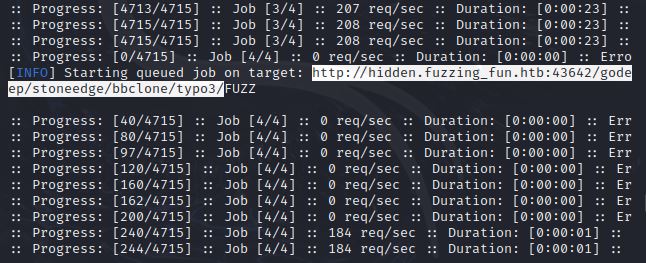 :: Progress: [4713/4715] :: Job [3/4] :: 207 req/sec :: Duration: [0:00:23] ::
:: Progress: [4715/4715] :: Job [3/4] :: 208 req/sec :: Duration: [0:00:23] ::
:: Progress: [4715/4715] :: Job [3/4] :: 208 req/sec :: Duration: [0:00:23] ::
:: Progress: [0/4715] :: Job [4/4] :: 0 req/sec :: Duration: [0:00:00] :: Erro
[INFO] Starting queued job on target: http://hidden.fuzzing_fun.htb:43642/gode
ep/stoneedge/bbclone/typo3/FUZZ
:: Progress: [40/4715] :: Job [4/4] :: 0 req/sec :: Duration: [0:00:00] :: Err
:: Progress: [80/4715] :: Job [4/4] :: 0 req/sec :: Duration: [0:00:00] :: Err
:: Progress: [97/4715] :: Job [4/4] :: 0 req/sec :: Duration: [0:00:00] :: Err
:: Progress: [120/4715] :: Job [4/4] :: 0 req/sec :: Duration: [0:00:00] :: Er
:: Progress: [160/4715] :: Job [4/4] :: 0 req/sec :: Duration: [0:00:00] :: Er
:: Progress: [162/4715] :: Job [4/4] :: 0 req/sec :: Duration: [0:00:00] :: Er
:: Progress: [200/4715] :: Job [4/4] :: 0 req/sec :: Duration: [0:00:00] :: Er
:: Progress: [240/4715] :: Job [4/4] :: 184 req/sec :: Duration: [0:00:01] ::
:: Progress: [244/4715] :: Job [4/4] :: 184 req/sec :: Duration: [0:00:01] ::